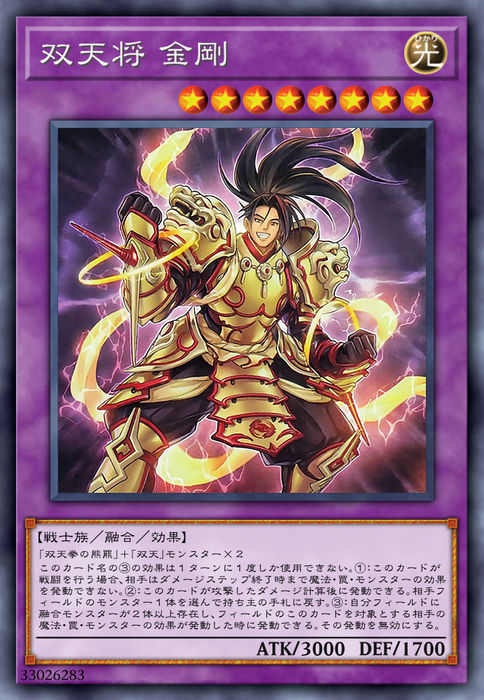 双天将 金剛
ひかり
光
【戦士族／融合／効果】
「双天拳の熊羆」＋「双天」モンスター×２
このカード名の③の効果は１ターンに１度しか使用できない。①：このカードが
戦闘を行う場合、相手はダメージステップ終了時まで魔法・罠・モンスターの効果
を発動できない。②：このカードが攻撃したダメージ計算後に発動できる。相手フ
ィールドのモンスター１体を選んで持ち主の手札に戻す。③：自分フィールドに
融合モンスターが２体以上存在し、フィールドのこのカードを対象とする相手の
魔法・罠・モンスターの効果が発動した時に発動できる。その発動を無効にする。
ATK/3000 DEF/1700
33026283